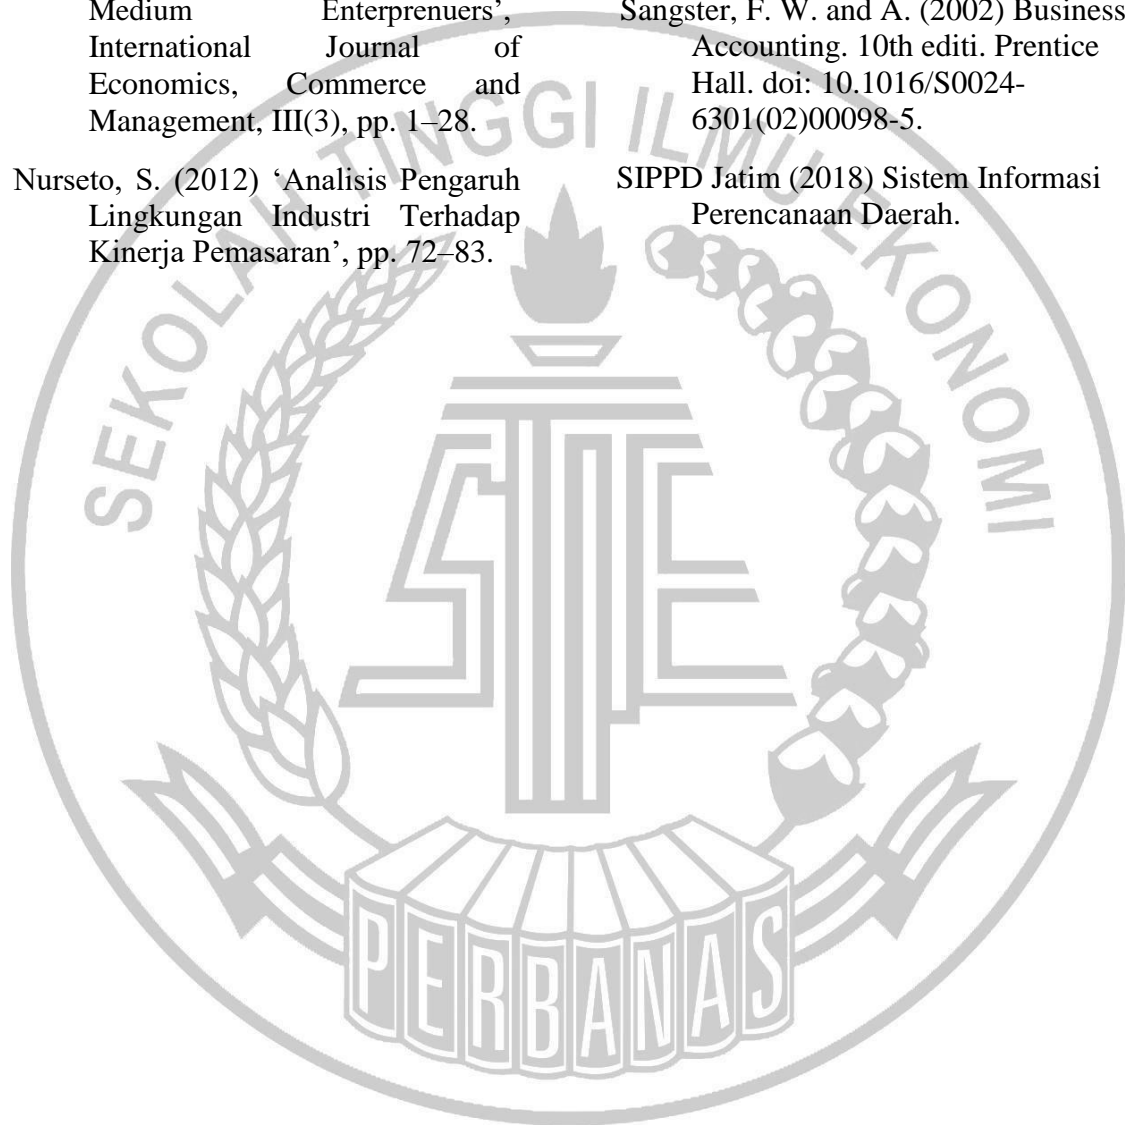 Medium Enterprenuers',
International Journal of
Economics, Commerce and
Management, III(3), pp. 1–28.
Nurseto, S. (2012) ‘Analisis Pengaruh
Lingkungan Industri Terhadap
Kinerja Pemasaran’, pp. 72–83.
Sangster, F. W. and A. (2002) Business
Accounting. 10th editi. Prentice
Hall. doi: 10.1016/S0024-
6301(02)00098-5.
SIPPD Jatim (2018) Sistem Informasi
Perencanaan Daerah.
SEKOLAH TINGGI ILMU EKONOMI
STIE
PERBANAS